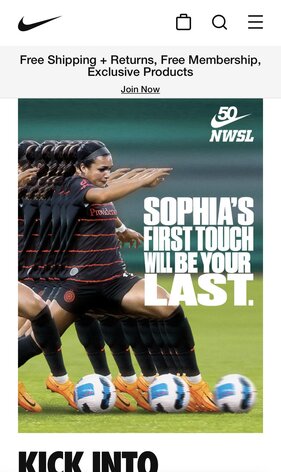 Free Shipping + Returns, Free Membership,
Exclusive Products
Join Now
50
NWSL
Providence
SOPHIA'S
FIRST TOUCH
WILL BE YOUR
LAST.
KICK INTO